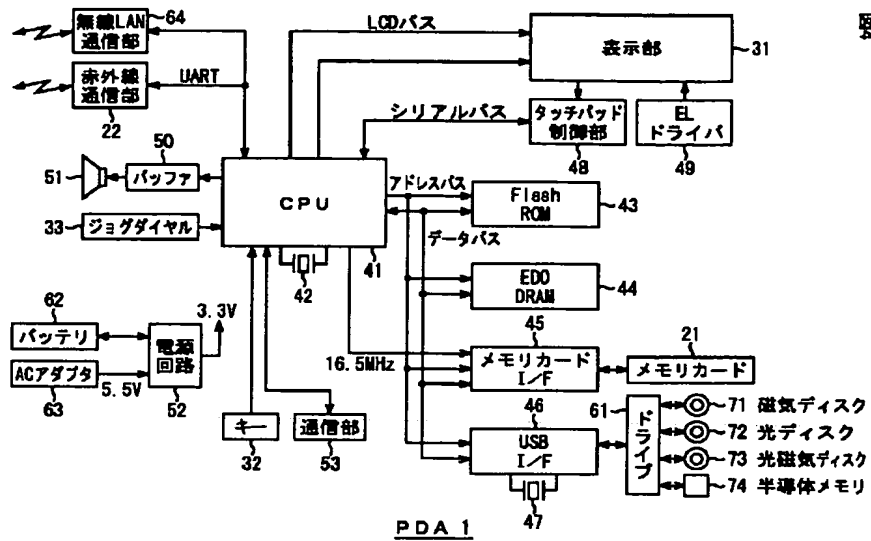 無線LAN
通信部
64
LCDバス
表示部
31
赤外線
通信部
UART
22
シリアルバス
タッチパッド
制御部
48
EL
ドライバ
49
50
51
バッファ
CPU
アドレスバス
Flash
ROM
43
33
ジョグダイヤル
データバス
42
41
EDO
DRAM
44
62
3.3V
バッテリ
電源
回路
ACアダプタ
63
5.5V
52
16.5MHz
45
メモリカード
I/F
21
メモリカード
キー
32
通信部
53
46
USB
I/F
47
61
ドライブ
71 磁気ディスク
72 光ディスク
73 光磁気ディスク
74 半導体メモリ
PDA 1